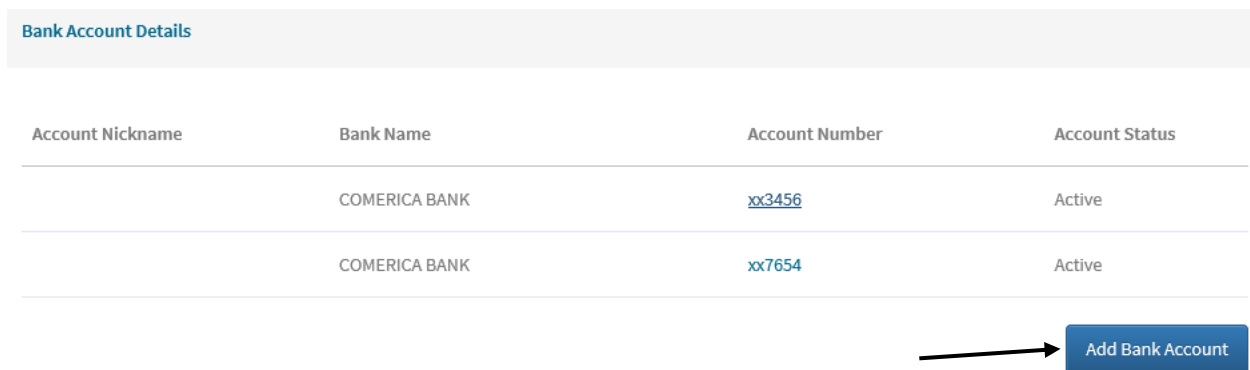 Bank Account Details
Account Nickname Bank Name Account Number Account Status
COMERICA BANK xx3456 Active
COMERICA BANK xx7654 Active
Add Bank Account